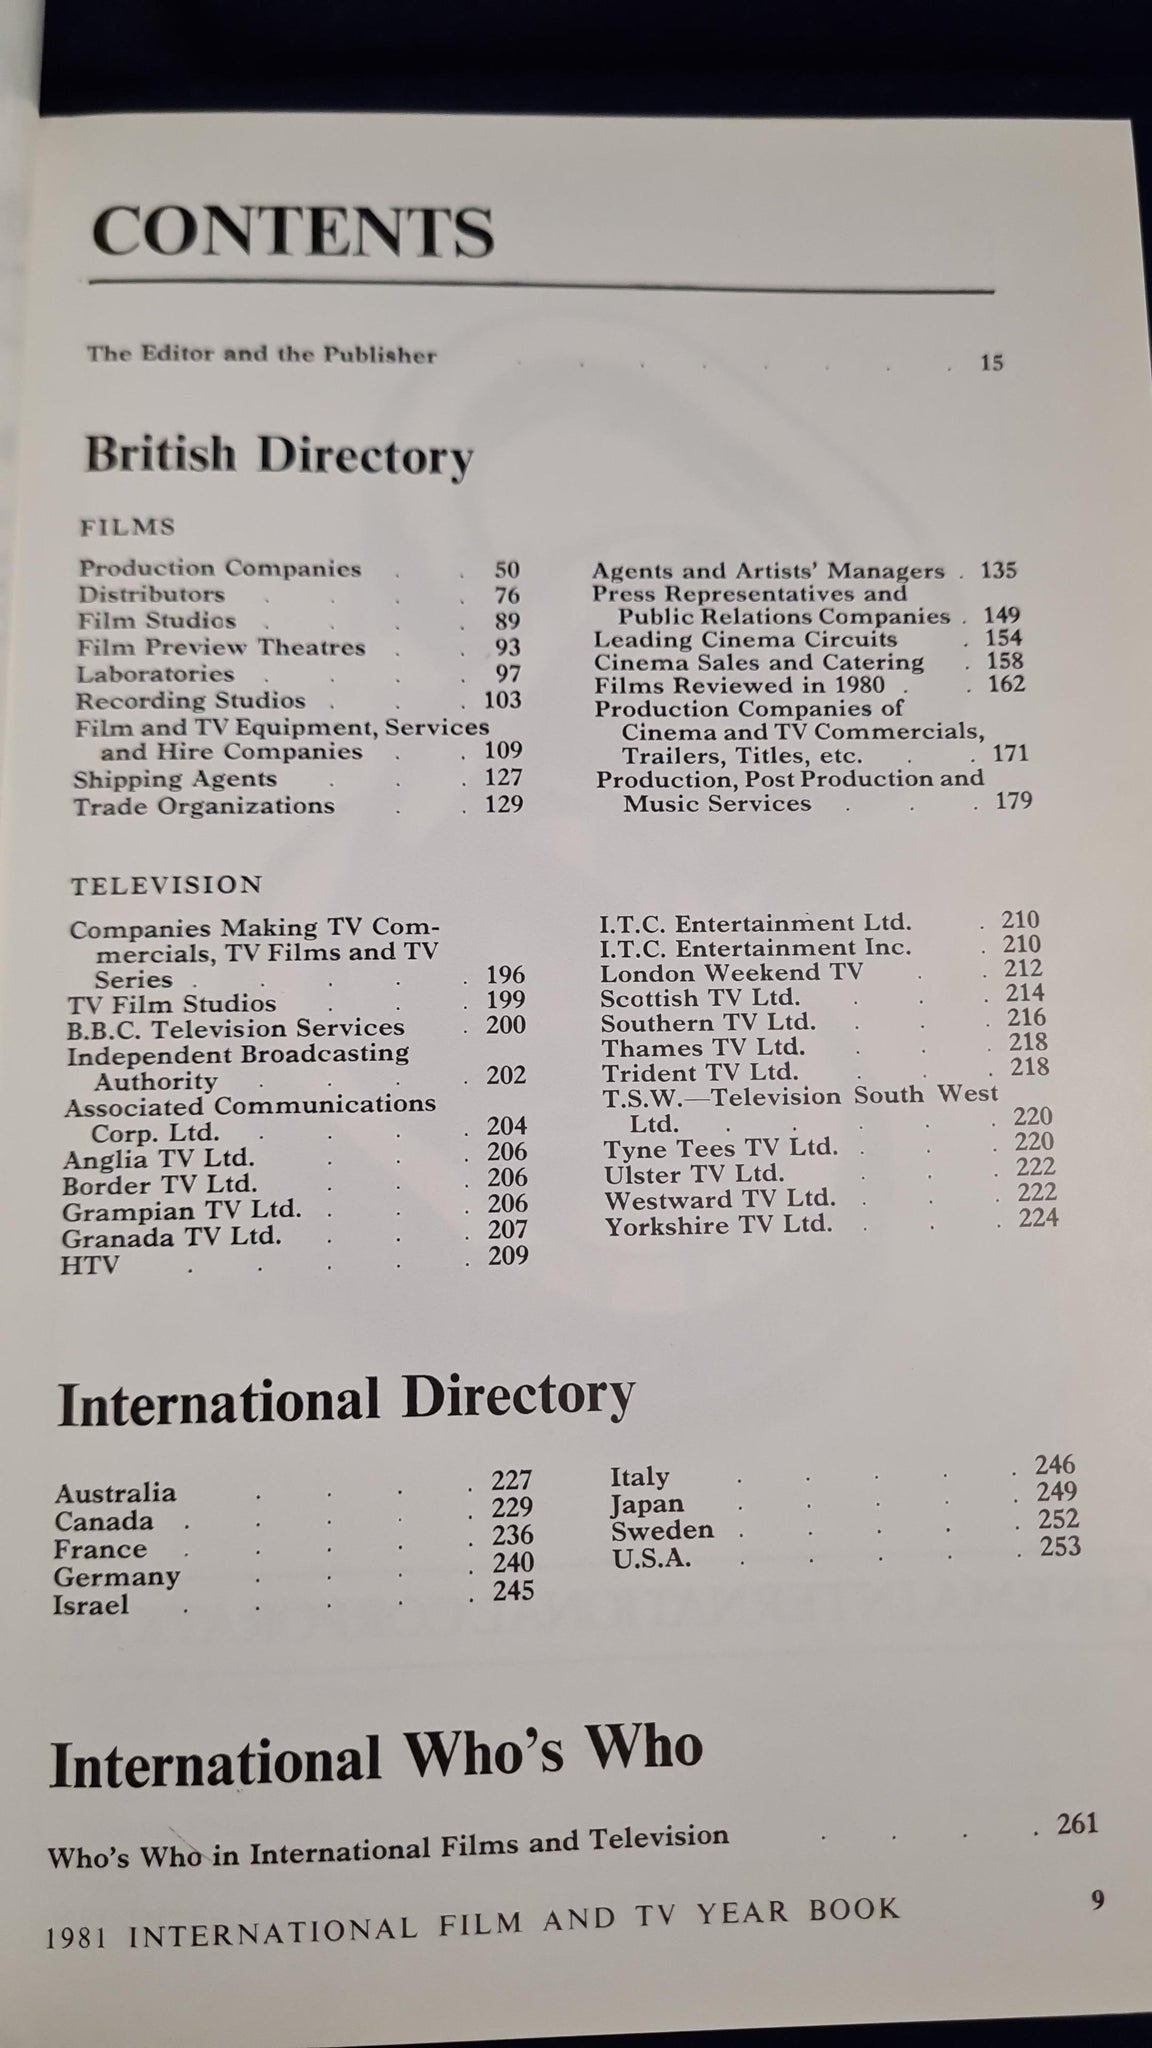 CONTENTS
The Editor and the Publisher . . . . . . . . 15
British Directory
FILMS
Production Companies . . 50
Distributors . . . . 76
Film Studios . . . . 89
Film Preview Theatres . . 93
Laboratories . . . . 97
Recording Studios . . . 103
Film and TV Equipment, Services
and Hire Companies . . 109
Shipping Agents . . . 127
Trade Organizations . . 129
Agents and Artists' Managers . 135
Press Representatives and
Public Relations Companies . 149
Leading Cinema Circuits . 154
Cinema Sales and Catering . 158
Films Reviewed in 1980 . . 162
Production Companies of
Cinema and TV Commercials,
Trailers, Titles, etc. . . 171
Production, Post Production and
Music Services . . . 179
TELEVISION
Companies Making TV Com-
mercials, TV Films and TV
Series . . . . . 196
TV Film Studios . . . 199
B.B.C. Television Services . 200
Independent Broadcasting
Authority . . . . 202
Associated Communications
Corp. Ltd. . . . . 204
Anglia TV Ltd. . . . 206
Border TV Ltd. . . . 206
Grampian TV Ltd. . . . 206
Granada TV Ltd. . . . 207
HTV . . . . . 209
I.T.C. Entertainment Ltd. . 210
I.T.C. Entertainment Inc. . 210
London Weekend TV . . 212
Scottish TV Ltd. . . . 214
Southern TV Ltd. . . . 216
Thames TV Ltd. . . . 218
Trident TV Ltd. . . . 218
T.S.W.—Television South West
Ltd. . . . . . 220
Tyne Tees TV Ltd. . . . 220
Ulster TV Ltd. . . . 222
Westward TV Ltd. . . . 222
Yorkshire TV Ltd. . . . 224
International Directory
Australia . . . . 227
Canada . . . . . 229
France . . . . . 236
Germany . . . . 240
Israel . . . . . 245
Italy . . . . . 246
Japan . . . . . 249
Sweden . . . . . 252
U.S.A. . . . . . 253
International Who's Who
Who's Who in International Films and Television . . . . 261
1981 INTERNATIONAL FILM AND TV YEAR BOOK 9